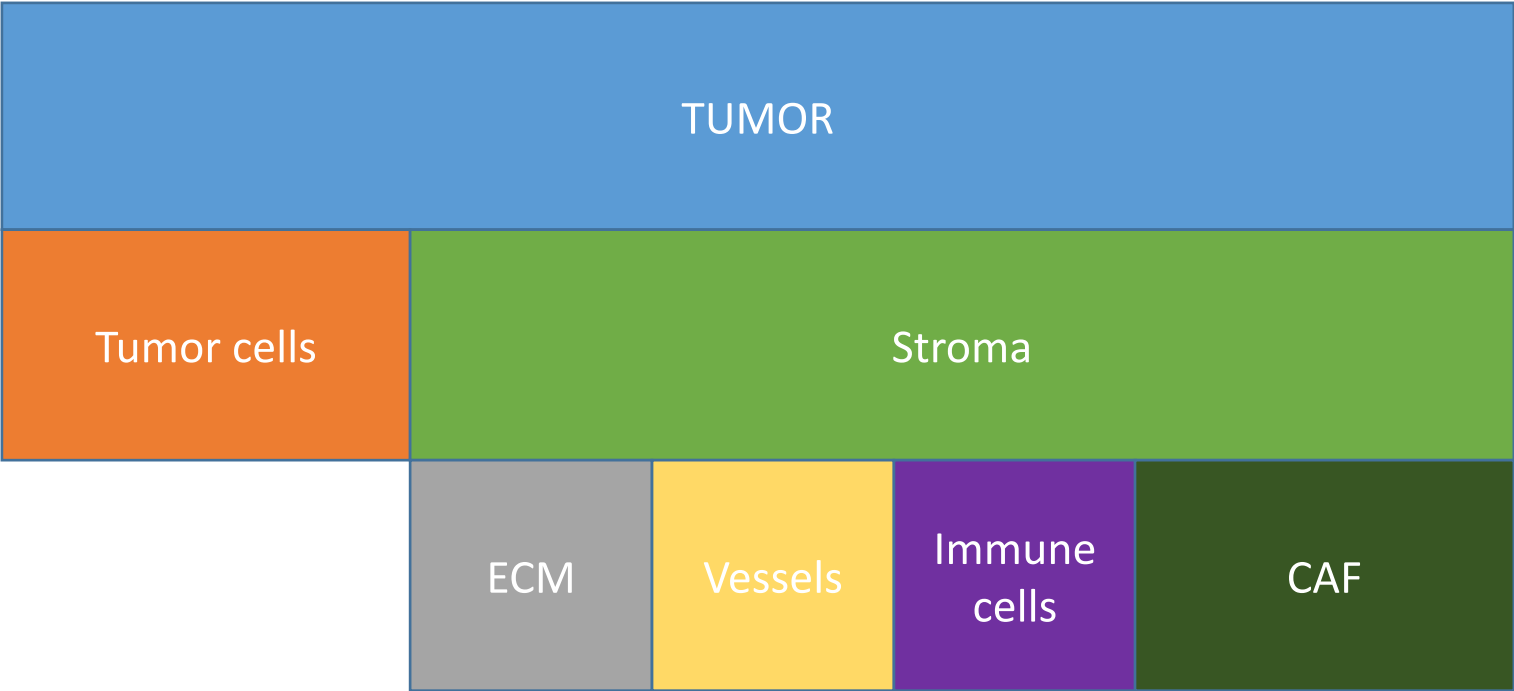 TUMOR
Tumor cells
Stroma
ECM
Vessels
Immune
cells
CAF